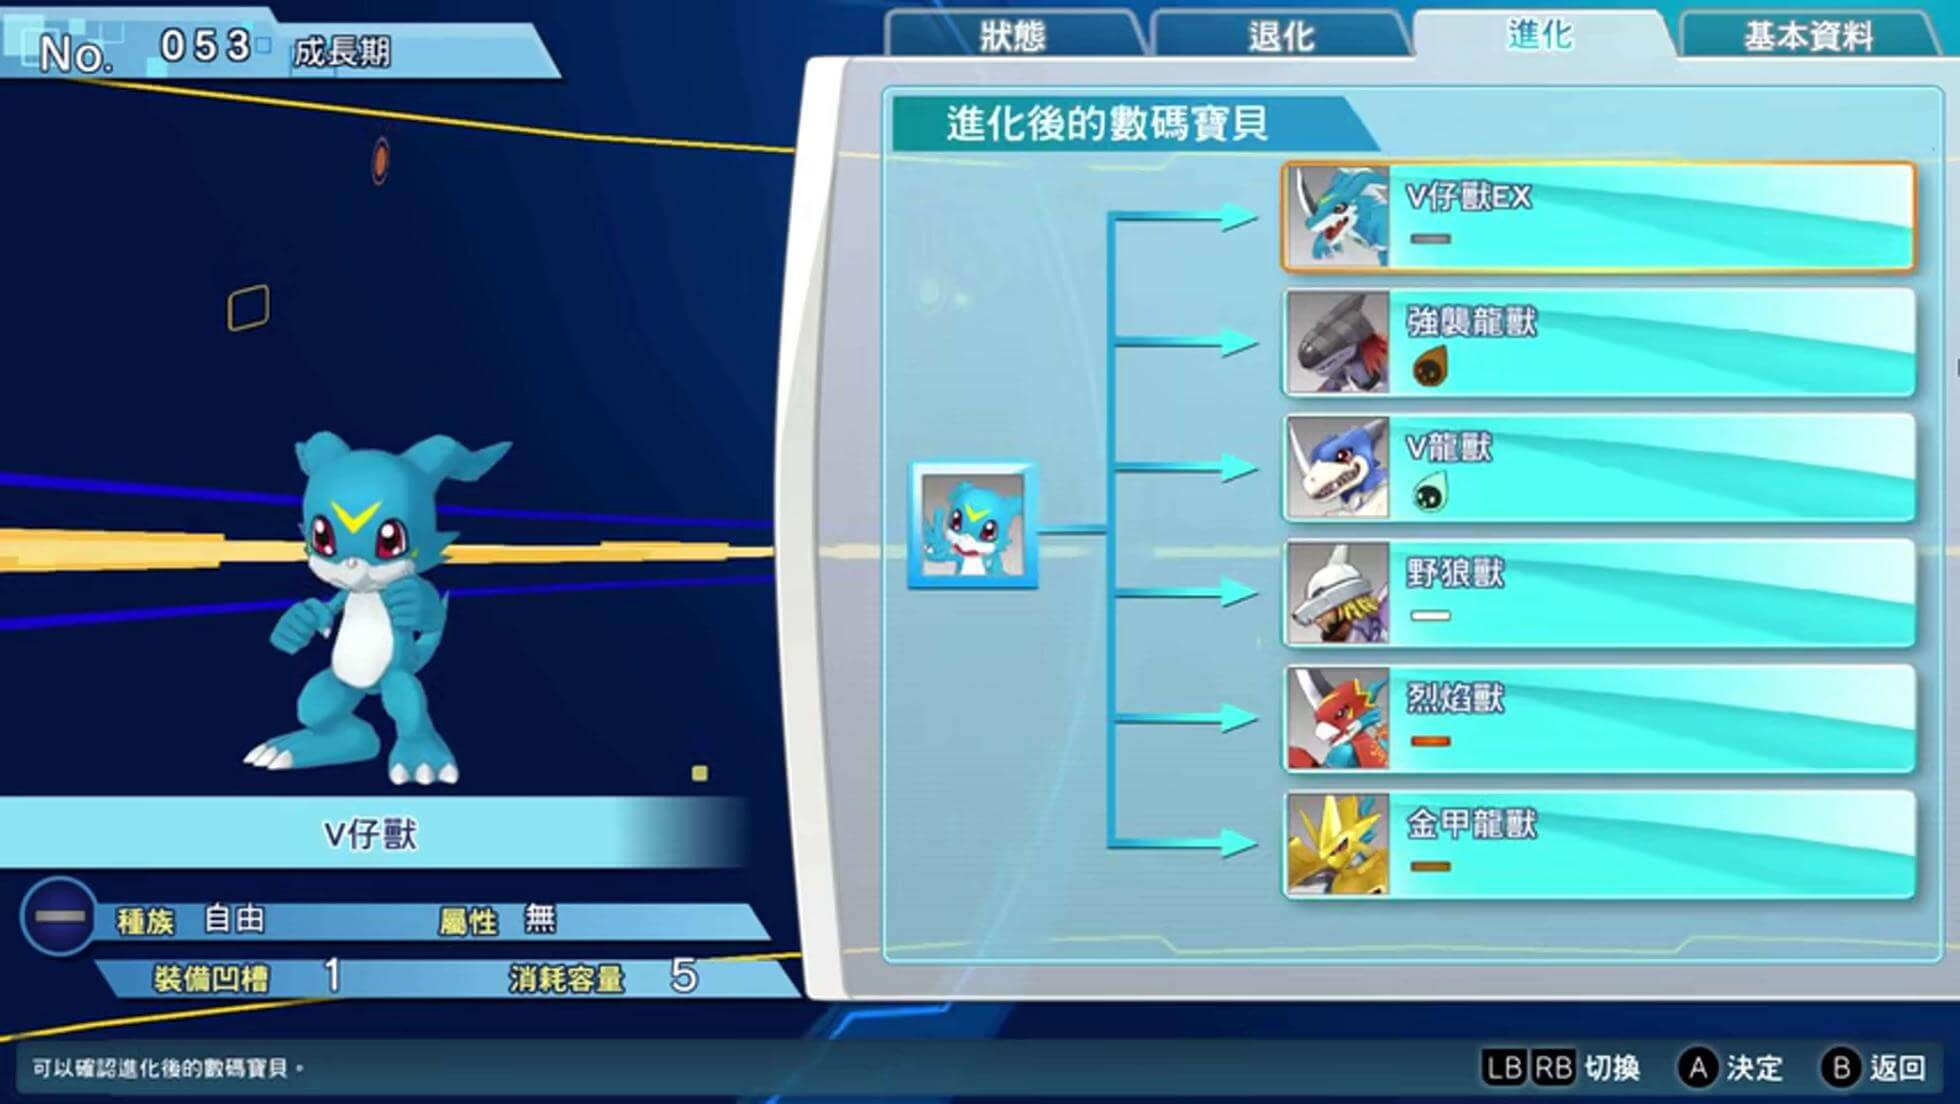 No. 053 成長期
狀態 退化 進化 基本資料
進化後的數碼寶貝
V仔獸EX
強襲龍獸
V龍獸
野狼獸
烈焰獸
金甲龍獸
V仔獸
種族 自由 屬性 無
裝備凹槽 1 消耗容量 5
可以確認進化後的數碼寶貝。
LB RB 切換 A 決定 B 返回